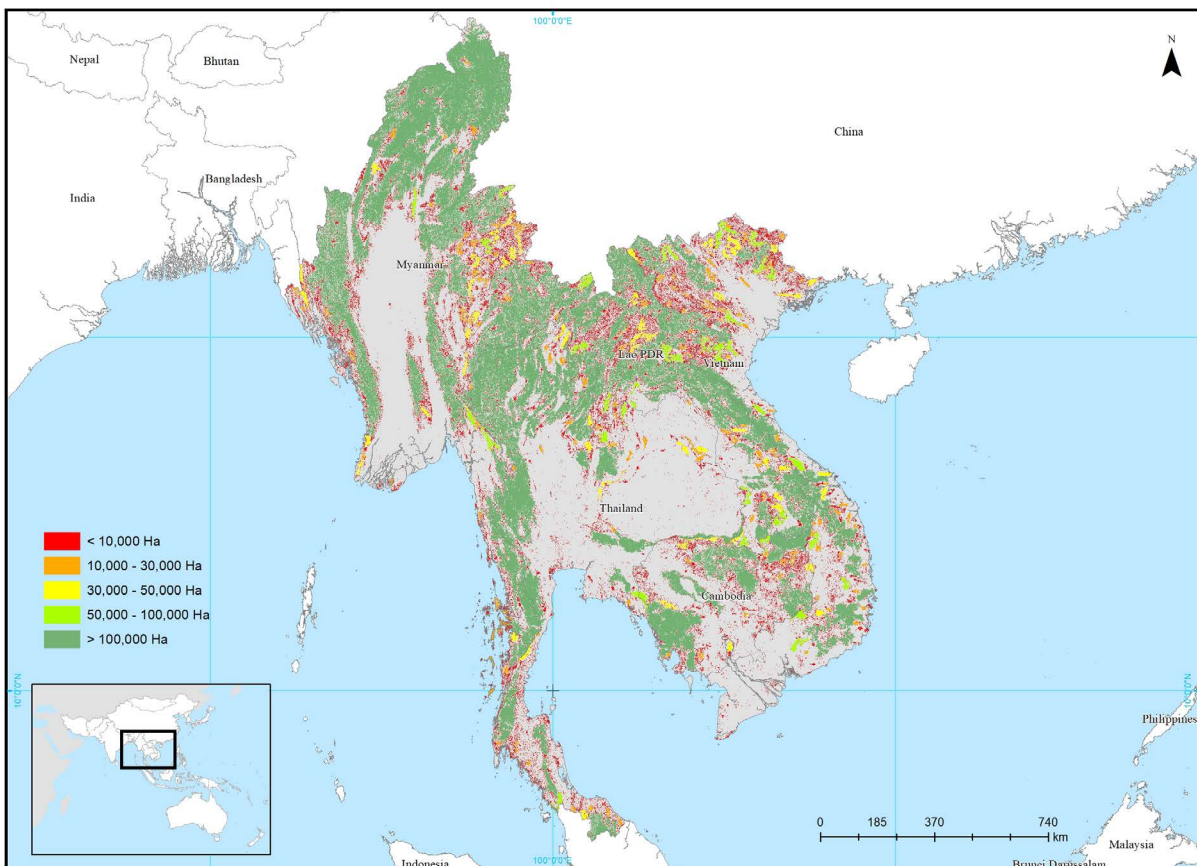 100°0'0"E
N
Nepal
Bhutan
China
Bangladesh
India
Myanmar
Lao PDR
Vietnam
Thailand
< 10,000 Ha
10,000 - 30,000 Ha
30,000 - 50,000 Ha
50,000 - 100,000 Ha
> 100,000 Ha
Cambodia
10°0'0"N
10°0'0"N
Philippines
0 185 370 740
km
Malaysia
Indonesia
100°0'0"E
Brunei Darussalam